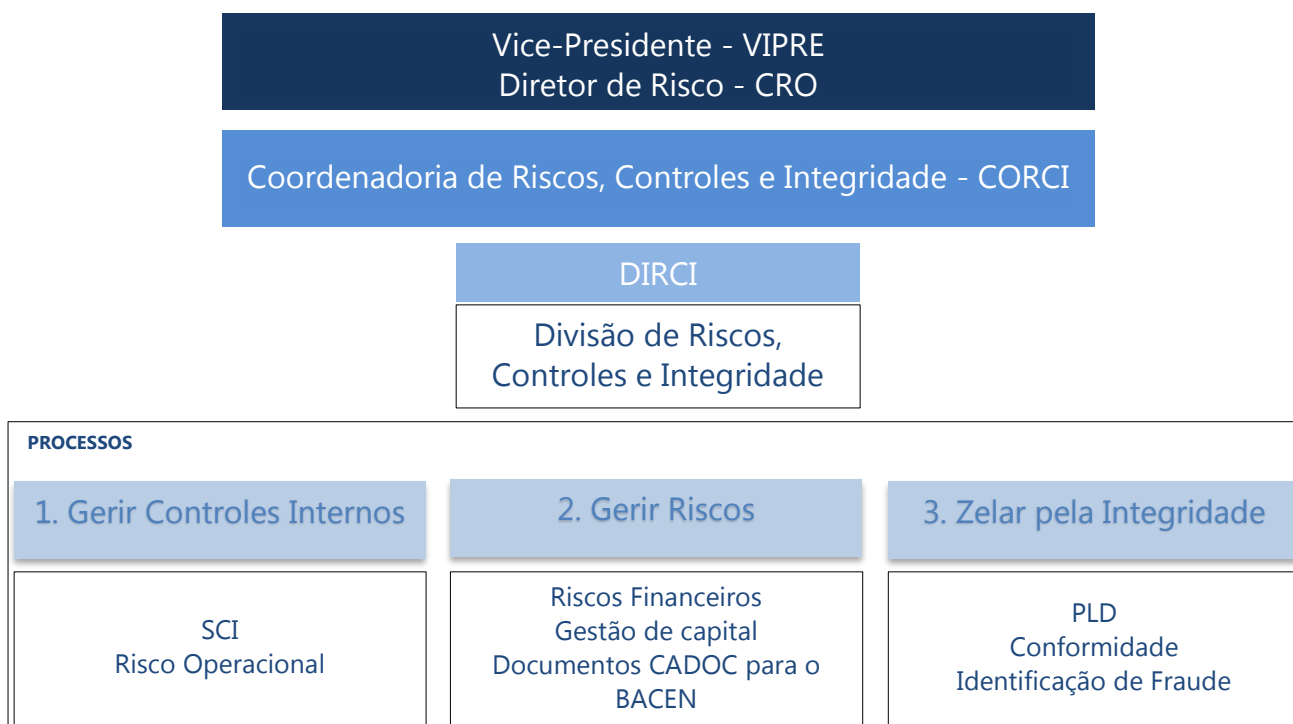 Vice-Presidente - VIPRE
Diretor de Risco - CRO
Coordenadoria de Riscos, Controles e Integridade - CORCI
DIRCI
Divisão de Riscos,
Controles e Integridade
PROCESSOS
1. Gerir Controles Internos
SCI
Risco Operacional
2. Gerir Riscos
Riscos Financeiros
Gestão de capital
Documentos CADOC para o
BACEN
3. Zelar pela Integridade
PLD
Conformidade
Identificação de Fraude